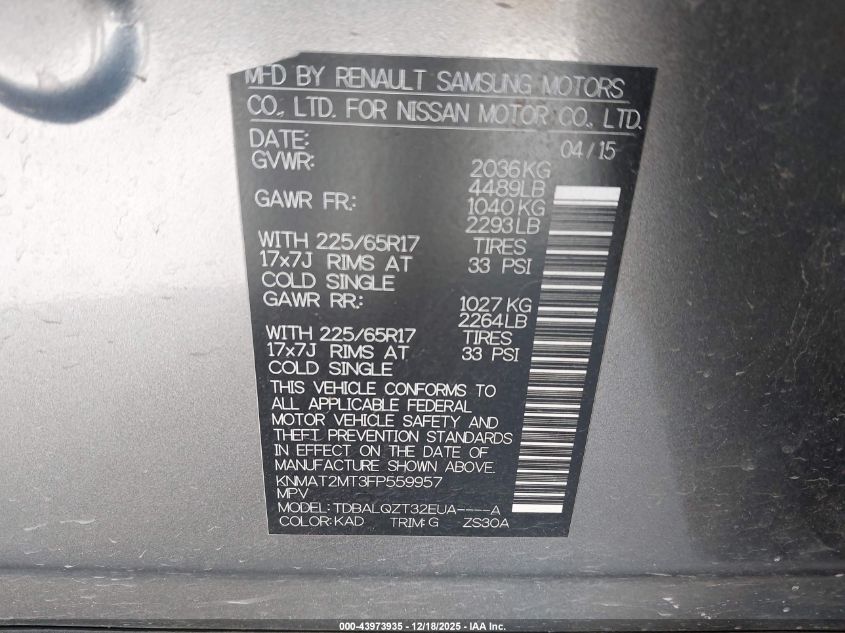 MFD BY RENAULT SAMSUNG MOTORS
CO., LTD. FOR NISSAN MOTOR CO., LTD.
DATE: 04/15
GVWR: 2036KG
4489LB
GAWR FR.: 1040KG
2293LB
WITH 225/65R17 TIRES
17x7J RIMS AT 33 PSI
COLD SINGLE
GAWR RR.: 1027KG
2264LB
WITH 225/65R17 TIRES
17x7J RIMS AT 33 PSI
COLD SINGLE
THIS VEHICLE CONFORMS TO
ALL APPLICABLE FEDERAL
MOTOR VEHICLE SAFETY AND
THEFT PREVENTION STANDARDS
IN EFFECT ON THE DATE OF
MANUFACTURE SHOWN ABOVE.
KNMAT2MT3FP559957
MPV
MODEL: TDBALQZT32EUA----A
COLOR:KAD TRIM:G ZS30A
000-43973935 - 12/18/2025 - IAA Inc.